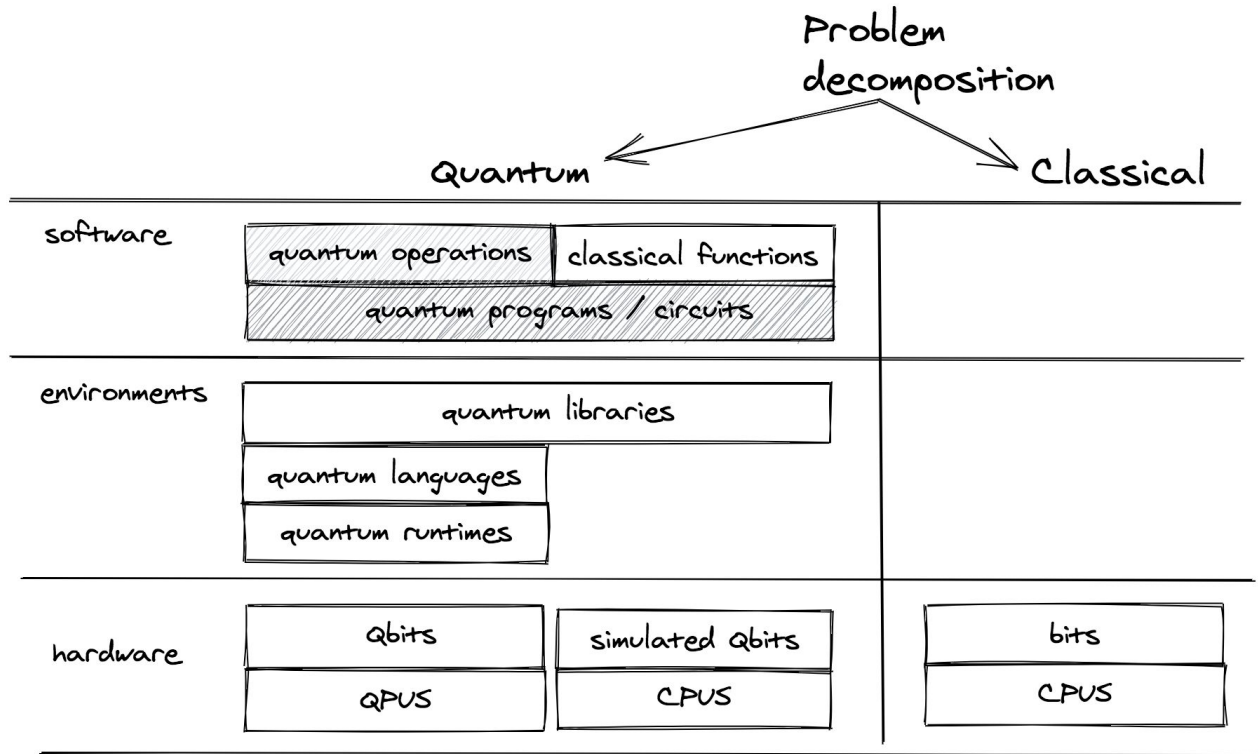 Problem
decomposition
Quantum
Classical
software
quantum operations
classical functions
quantum programs / circuits
environments
quantum libraries
quantum languages
quantum runtimes
hardware
Qbits
simulated Qbits
bits
QPUS
CPUS
CPUS